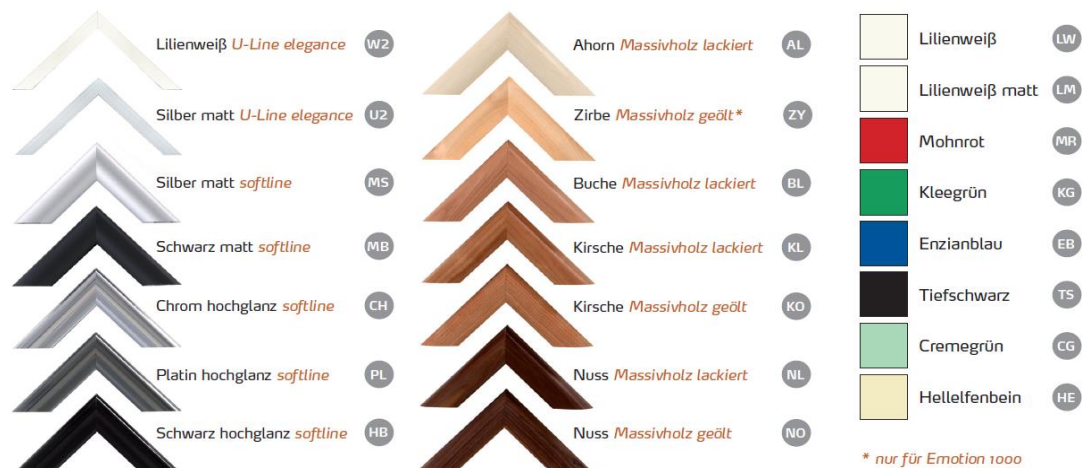 Lilienweiß U-Line elegance W2
Silber matt U-Line elegance U2
Silber matt softline MS
Schwarz matt softline MB
Chrom hochglanz softline CH
Platin hochglanz softline PL
Schwarz hochglanz softline HB
Ahorn Massivholz lackiert AL
Zirbe Massivholz geölt* ZY
Buche Massivholz lackiert BL
Kirsche Massivholz lackiert KL
Kirsche Massivholz geölt KO
Nuss Massivholz lackiert NL
Nuss Massivholz geölt NO
Lilienweiß LW
Lilienweiß matt LM
Mohnrot MR
Kleegrün KG
Enzianblau EB
Tiefschwarz TS
Cremegrün CG
Hellelfenbein HE
* nur für Emotion 1000